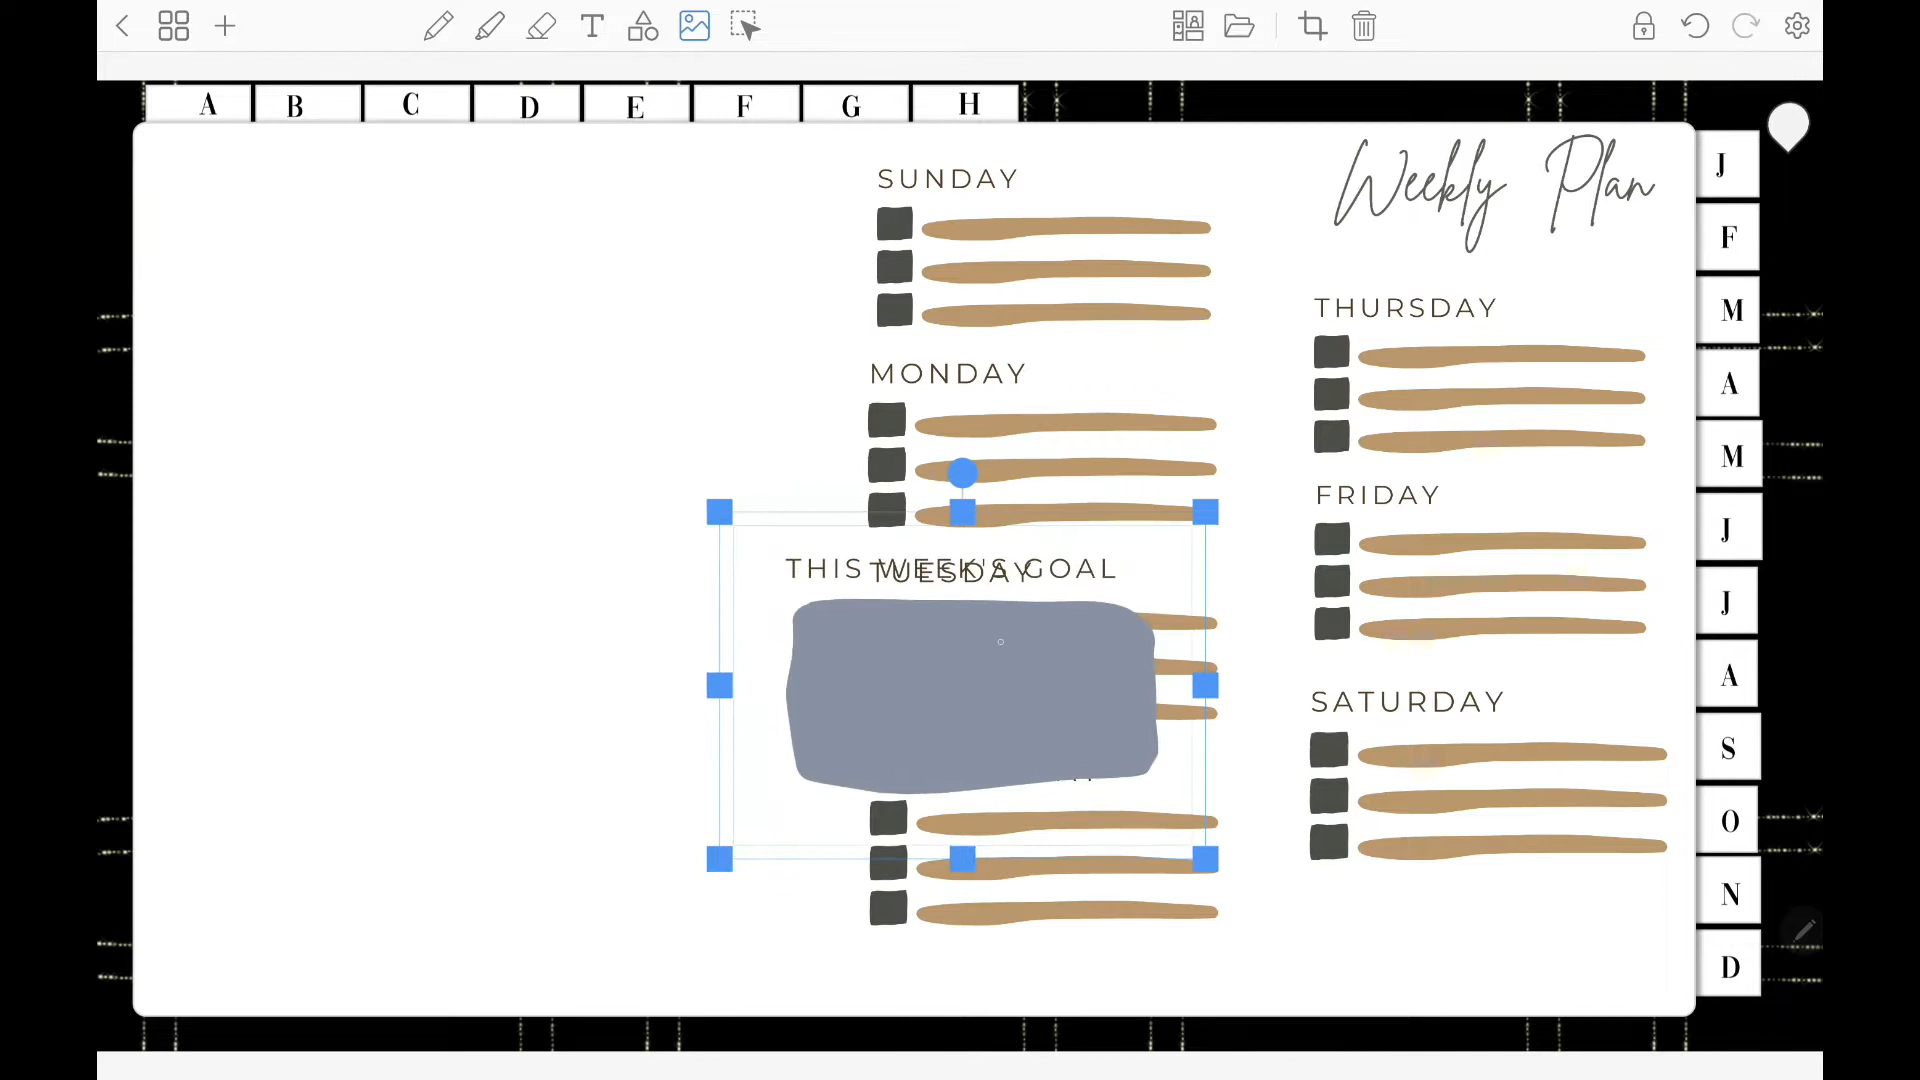 A B C D E F G H
Weekly Plan
SUNDAY
MONDAY
THIS WEEK'S GOAL
TUESDAY
THURSDAY
FRIDAY
SATURDAY
J
F
M
A
M
J
J
A
S
O
N
D